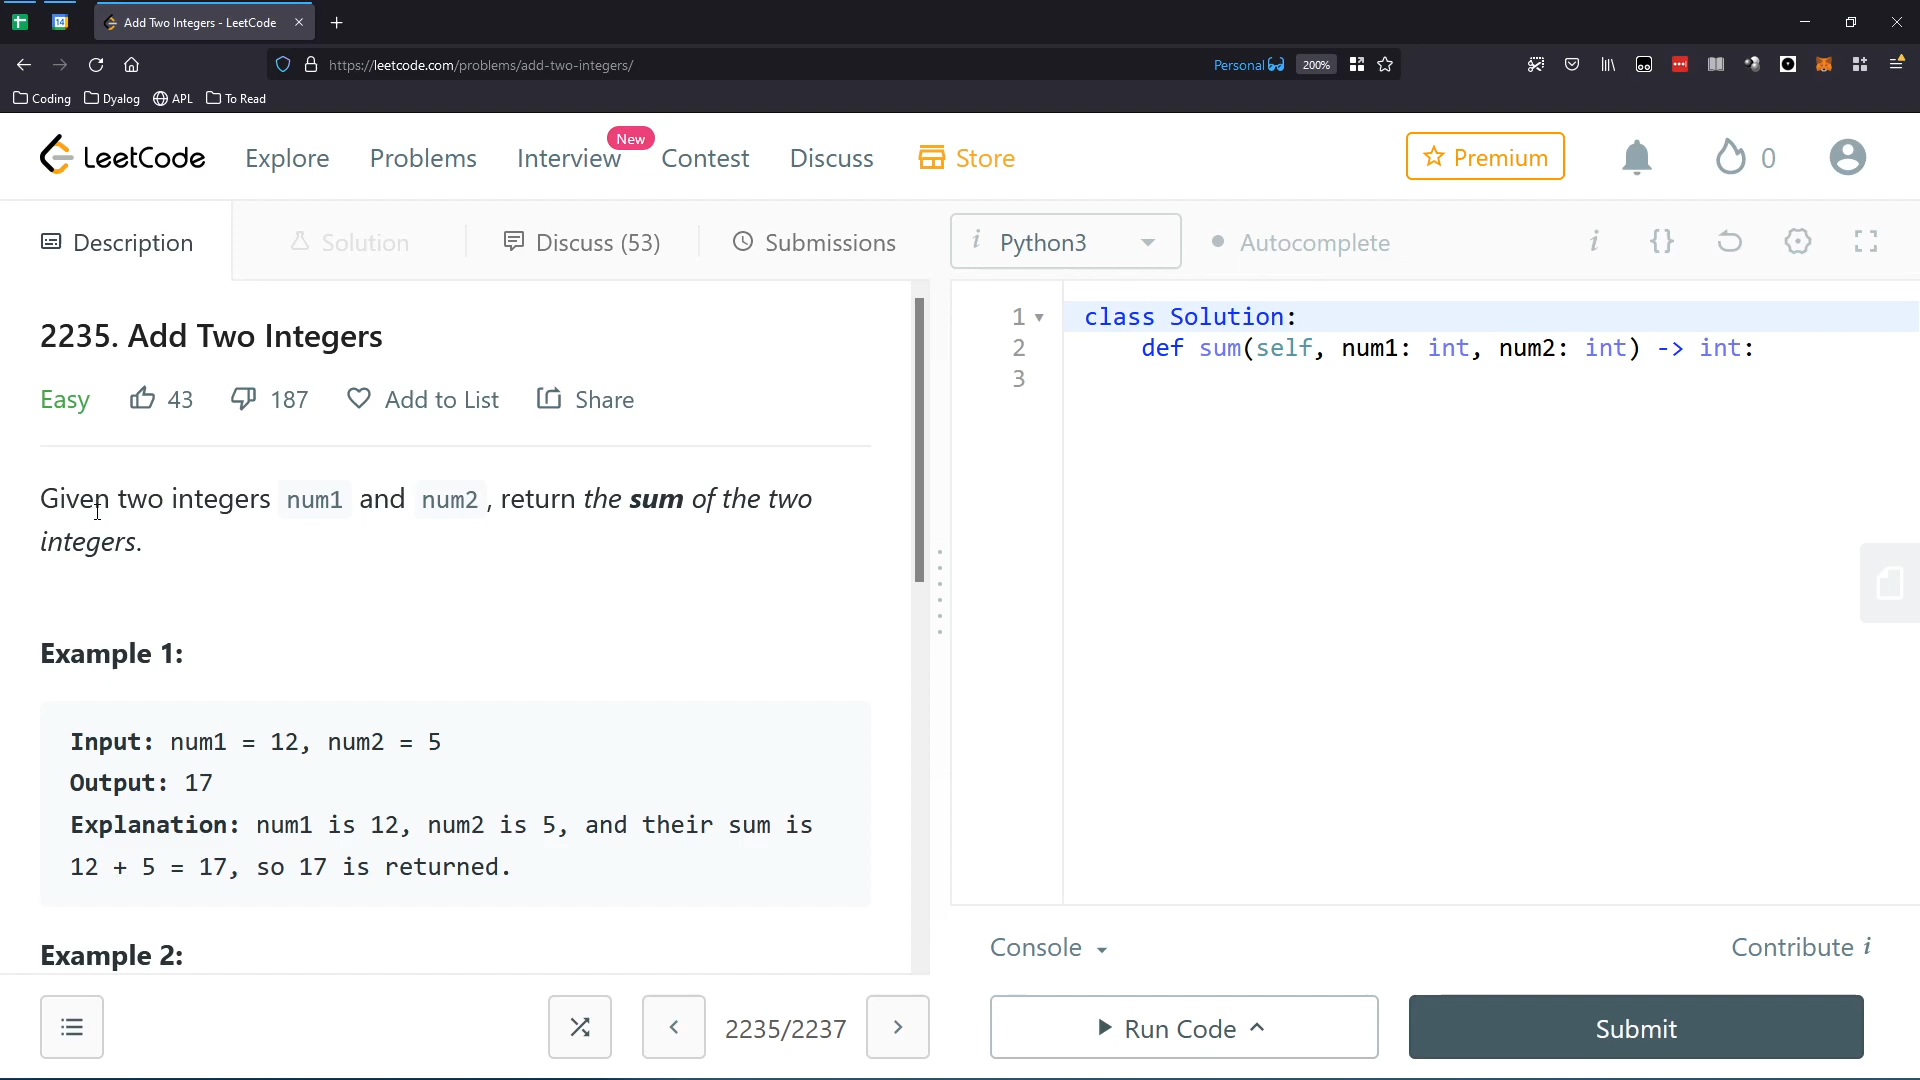 Add Two Integers - LeetCode
https://leetcode.com/problems/add-two-integers/
Personal
200%
Coding
Dyalog
APL
To Read
LeetCode
Explore
Problems
Interview
New
Contest
Discuss
Store
Premium
0
Description
Solution
Discuss (53)
Submissions
i Python3
Autocomplete
i
{}
2235. Add Two Integers
Easy
43
187
Add to List
Share
Given two integers num1 and num2, return the sum of the two
integers.
Example 1:
Input: num1 = 12, num2 = 5
Output: 17
Explanation: num1 is 12, num2 is 5, and their sum is
12 + 5 = 17, so 17 is returned.
Example 2:
2235/2237
1 class Solution:
2 def sum(self, num1: int, num2: int) -> int:
3
Console
Contribute i
Run Code
Submit